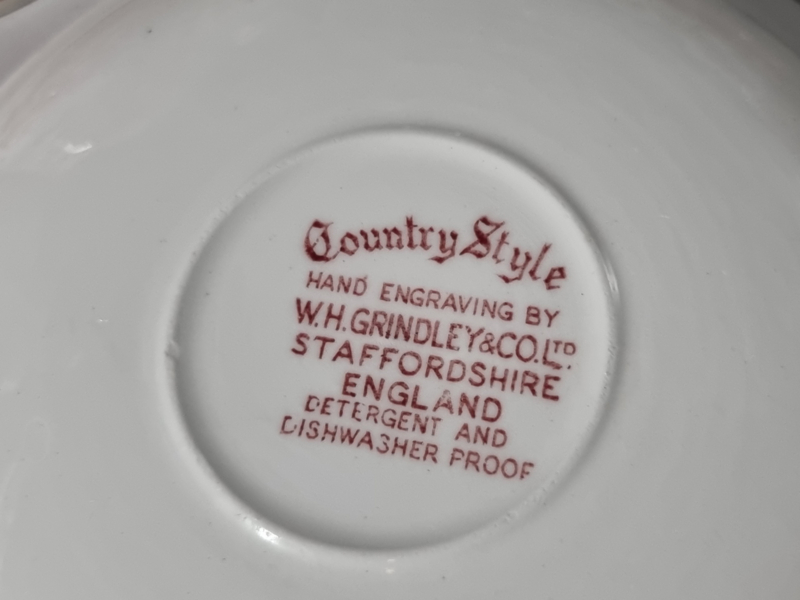 Country Style
HAND ENGRAVING BY
W.H.GRINDLEY&CO.LTD.
STAFFORDSHIRE
ENGLAND
DETERGENT AND
DISHWASHER PROOF